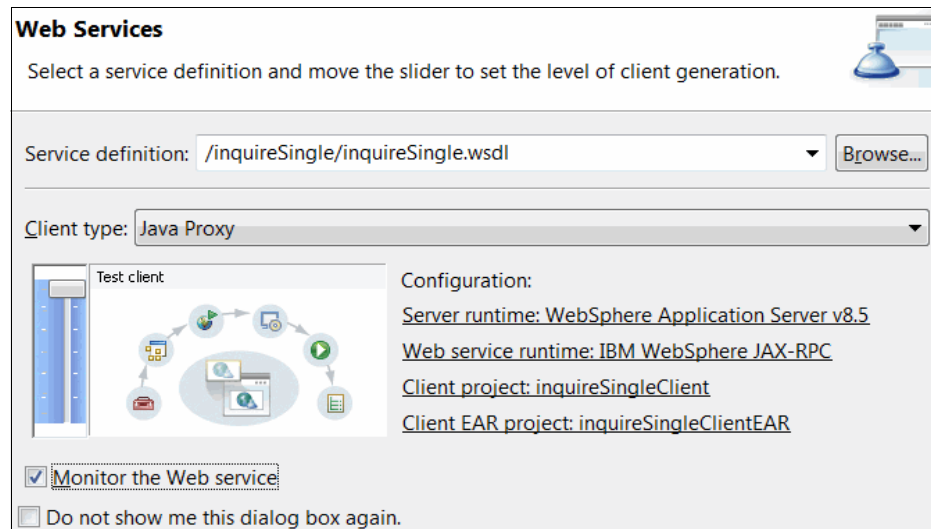 Web Services
Select a service definition and move the slider to set the level of client generation.
Service definition: /inquireSingle/inquireSingle.wsdl Browse...
Client type: Java Proxy
Test client
Configuration:
Server runtime: WebSphere Application Server v8.5
Web service runtime: IBM WebSphere JAX-RPC
Client project: inquireSingleClient
Client EAR project: inquireSingleClientEAR
Monitor the Web service
Do not show me this dialog box again.